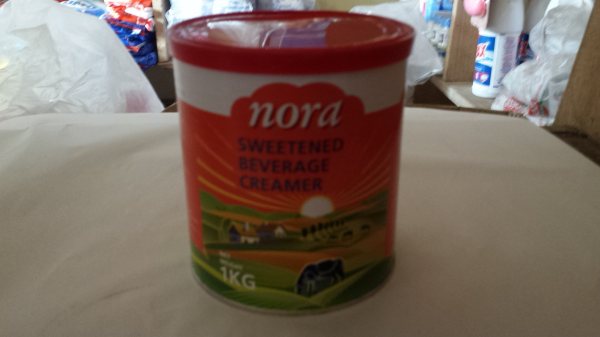 nora
SWEETENED
BEVERAGE
CREAMER
1KG